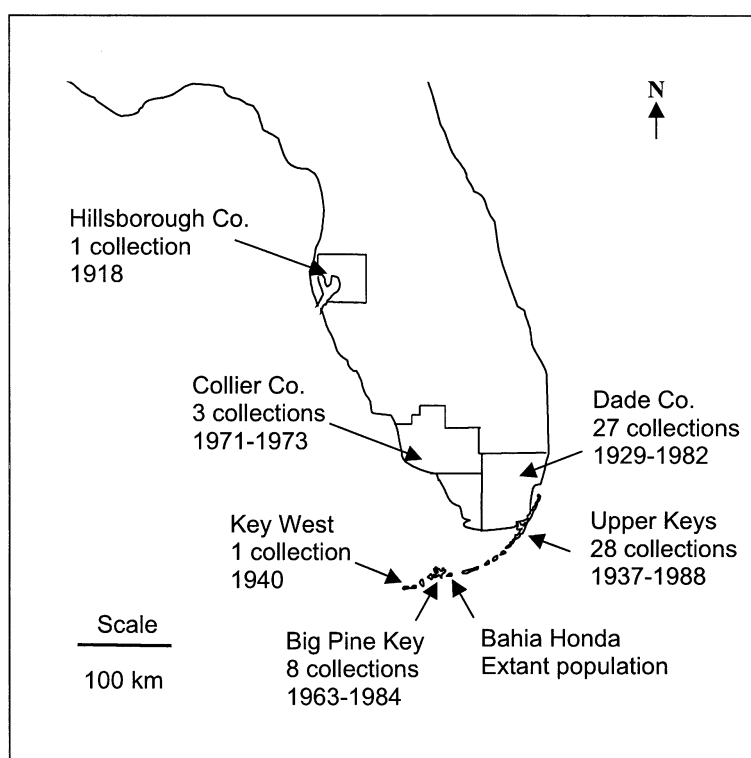 N
Hillsborough Co.
1 collection
1918
Collier Co.
3 collections
1971-1973
Dade Co.
27 collections
1929-1982
Key West
1 collection
1940
Upper Keys
28 collections
1937-1988
Scale
100 km
Big Pine Key
8 collections
1963-1984
Bahia Honda
Extant population